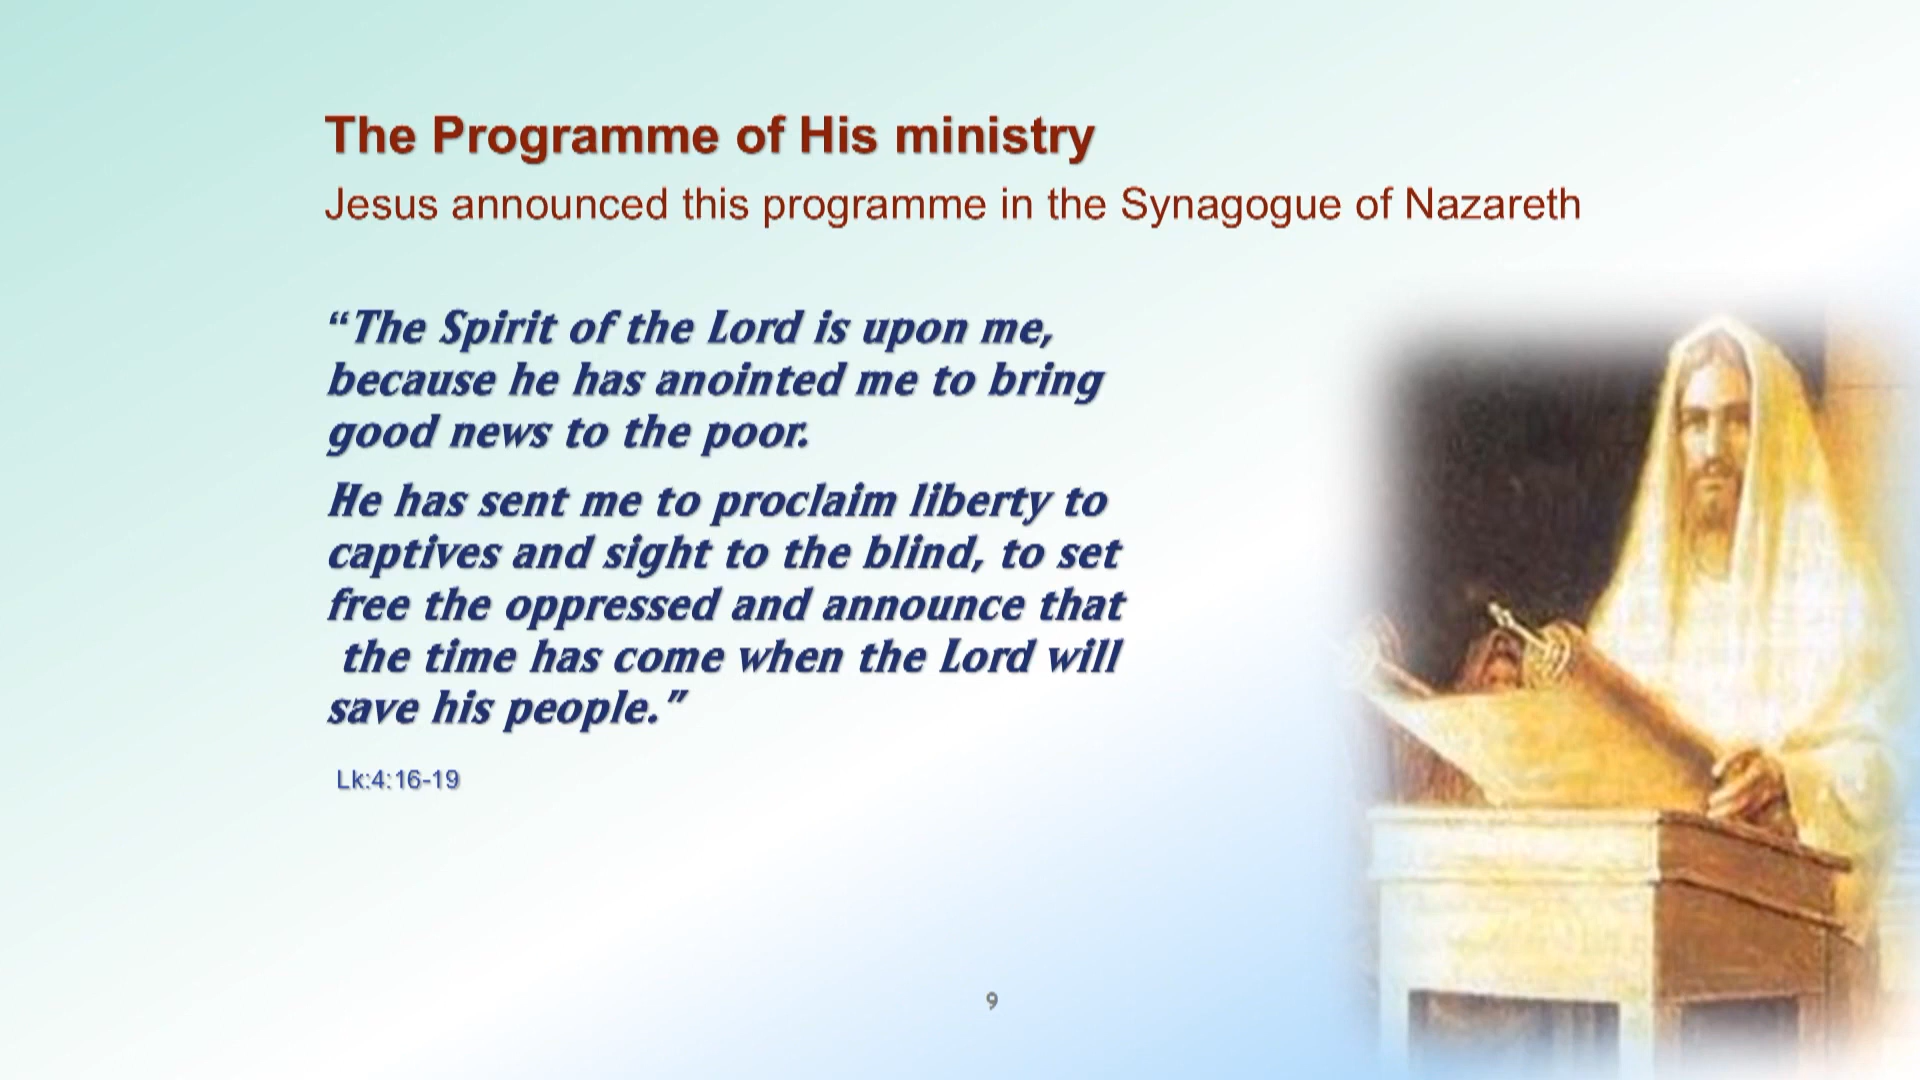 The Programme of His ministry
Jesus announced this programme in the Synagogue of Nazareth
“The Spirit of the Lord is upon me,
because he has anointed me to bring
good news to the poor.
He has sent me to proclaim liberty to
captives and sight to the blind, to set
free the oppressed and announce that
the time has come when the Lord will
save his people.”
Lk:4:16-19
9